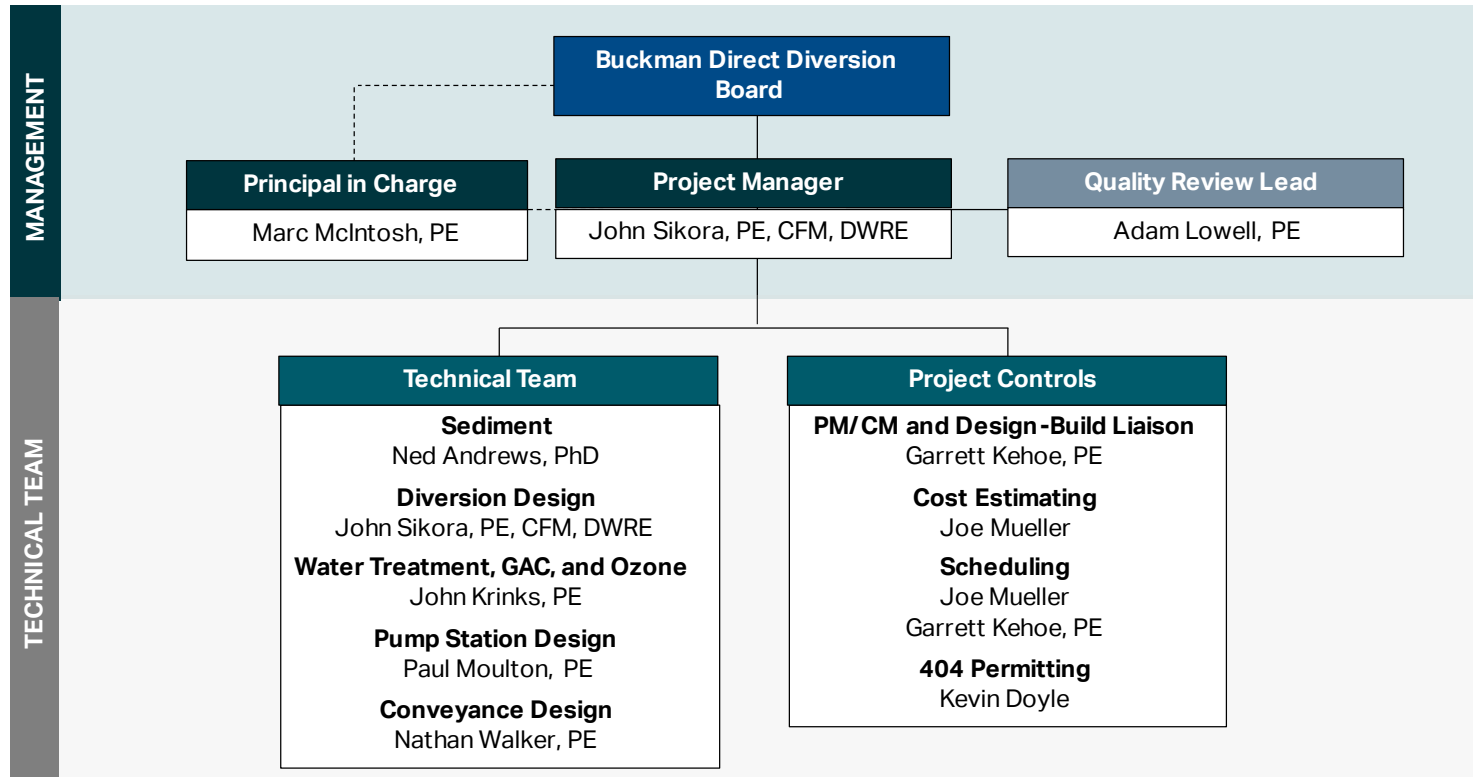 MANAGEMENT
Buckman Direct Diversion
Board
Principal in Charge
Marc McIntosh, PE
Project Manager
John Sikora, PE, CFM, DWRE
Quality Review Lead
Adam Lowell, PE
TECHNICAL TEAM
Technical Team
Sediment
Ned Andrews, PhD
Diversion Design
John Sikora, PE, CFM, DWRE
Water Treatment, GAC, and Ozone
John Krinks, PE
Pump Station Design
Paul Moulton, PE
Conveyance Design
Nathan Walker, PE
Project Controls
PM/CM and Design-Build Liaison
Garrett Kehoe, PE
Cost Estimating
Joe Mueller
Scheduling
Joe Mueller
Garrett Kehoe, PE
404 Permitting
Kevin Doyle